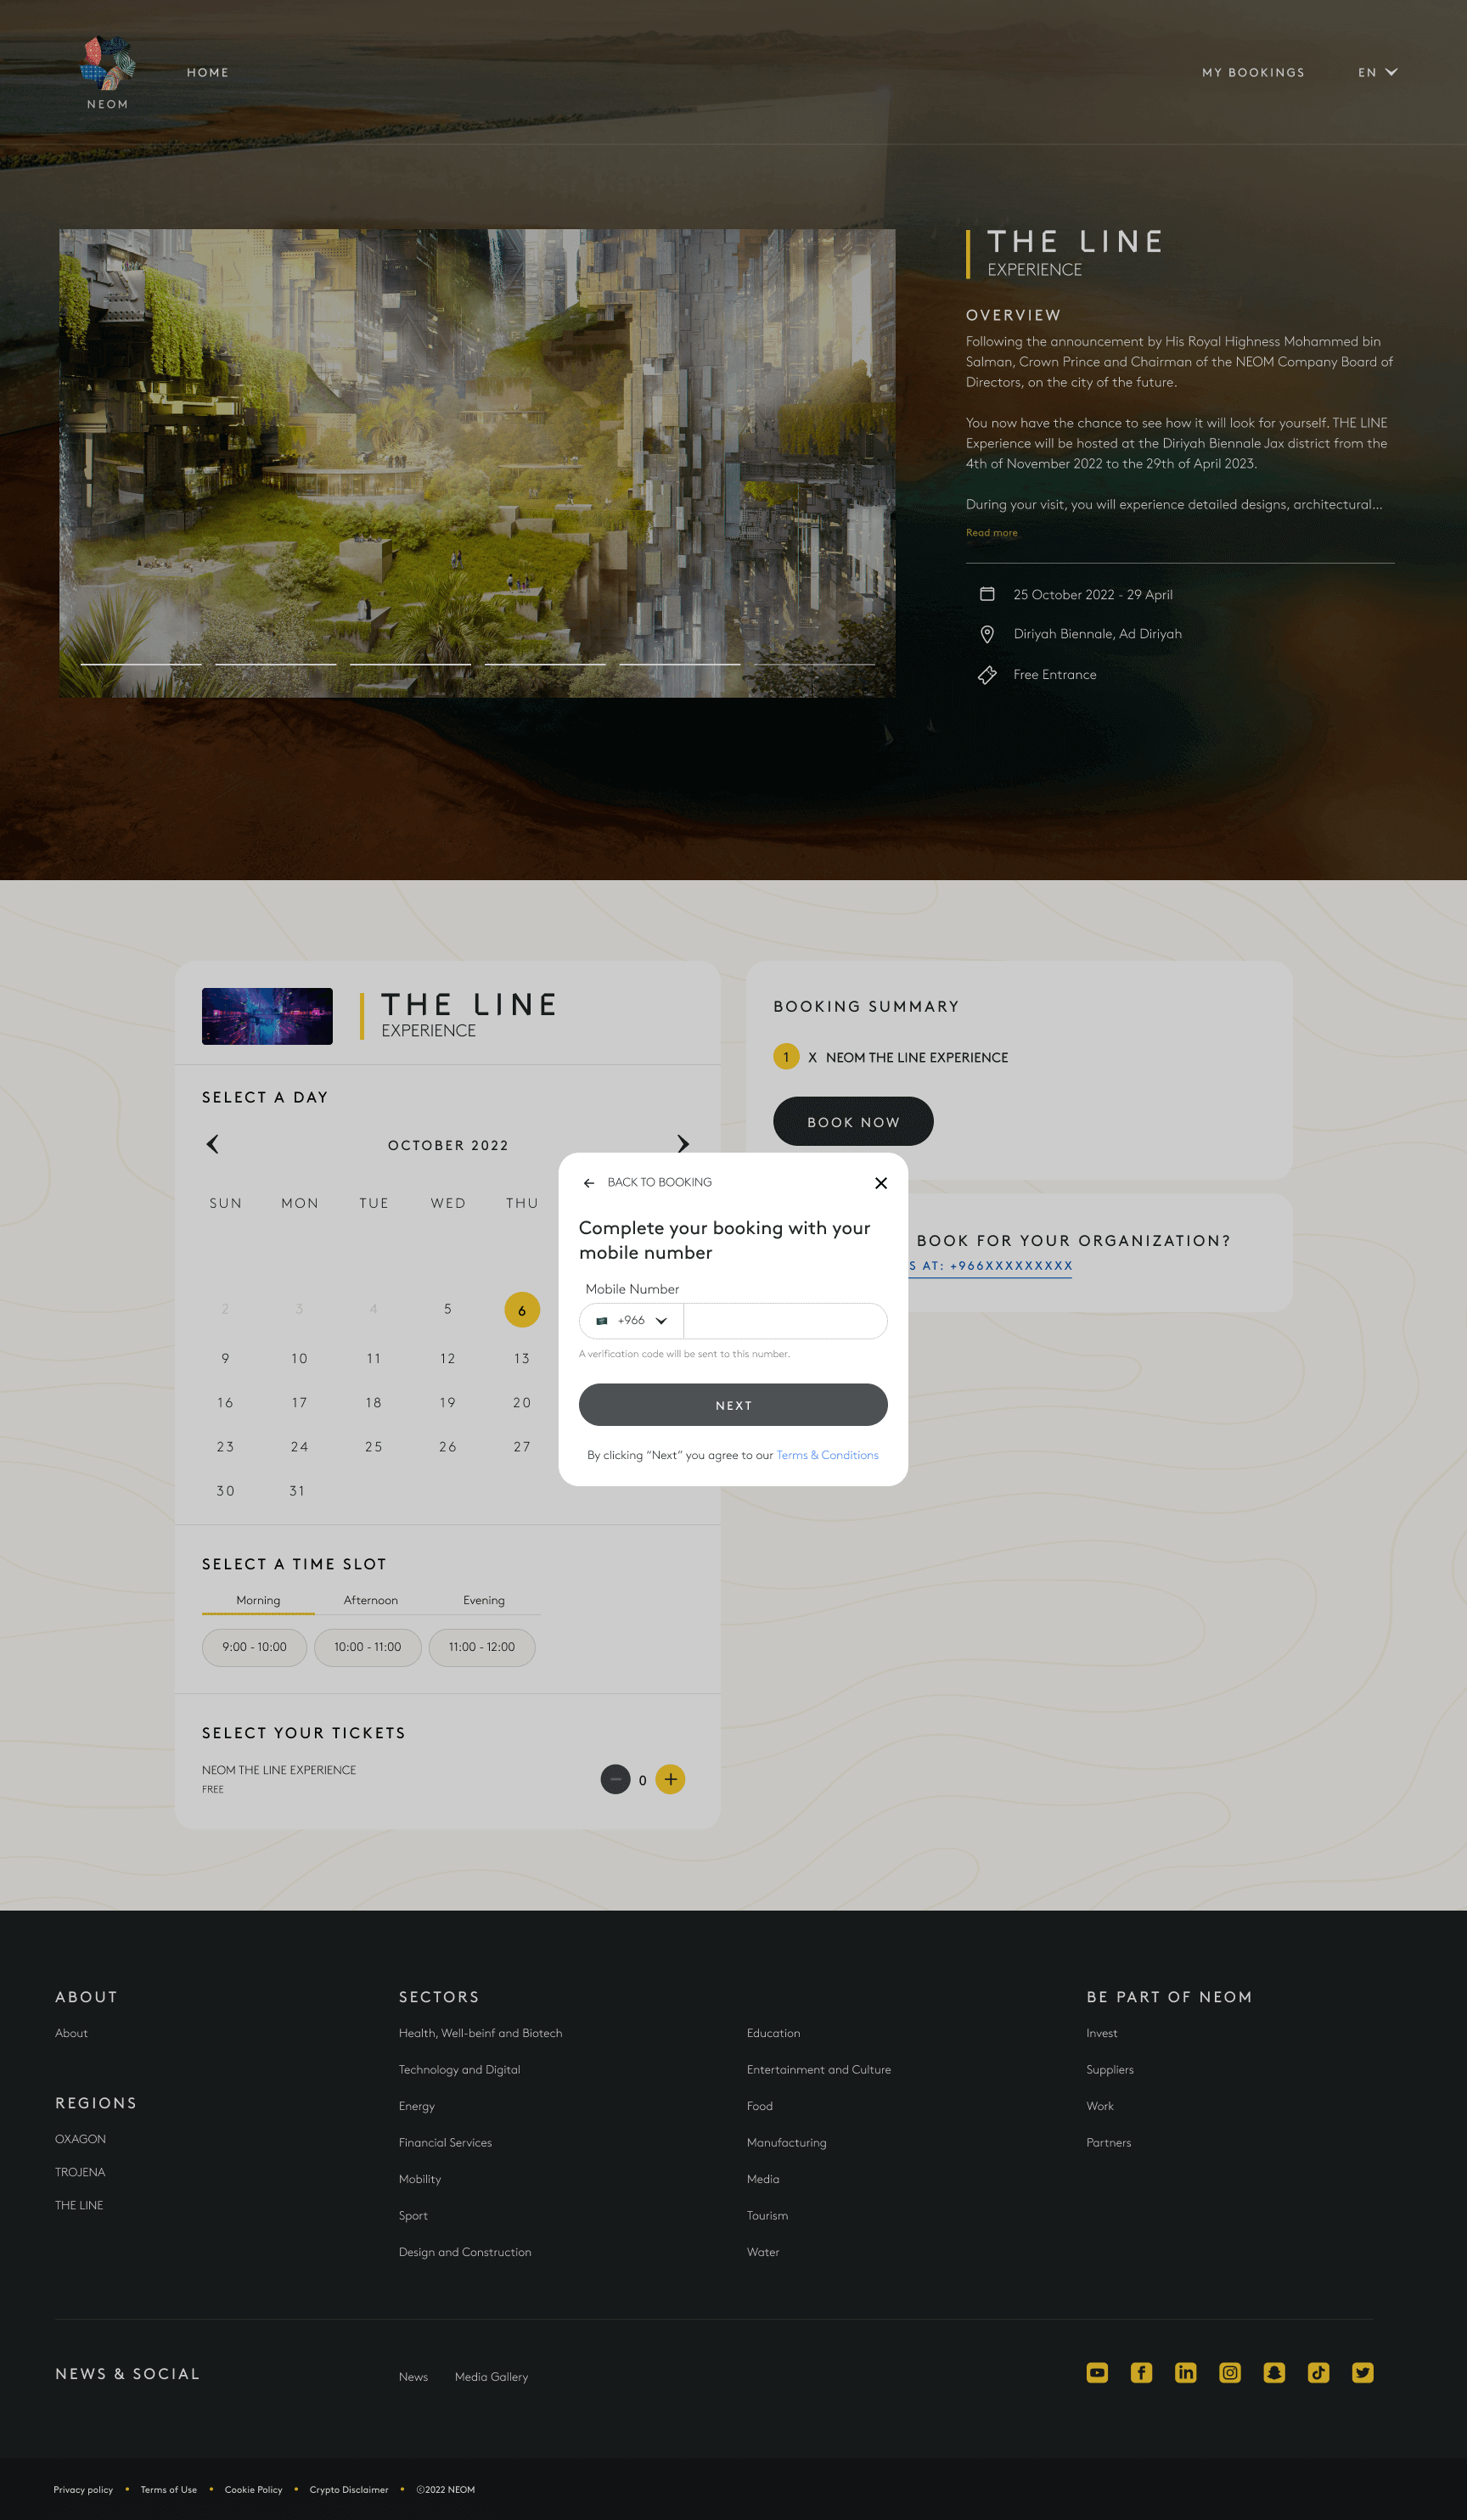 HOME
MY BOOKINGS
EN
NEOM
THE LINE
EXPERIENCE
OVERVIEW
Following the announcement by His Royal Highness Mohammed bin
Salman, Crown Prince and Chairman of the NEOM Company Board of
Directors, on the city of the future.
You now have the chance to see how it will look for yourself. THE LINE
Experience will be hosted at the Diriyah Biennale Jax district from the
4th of November 2022 to the 29th of April 2023.
During your visit, you will experience detailed designs, architectural...
Read more
25 October 2022 - 29 April
Diriyah Biennale, Ad Diriyah
Free Entrance
THE LINE
EXPERIENCE
SELECT A DAY
OCTOBER 2022
SUN MON TUE WED THU
2 3 4 5 6
9 10 11 12 13
16 17 18 19 20
23 24 25 26 27
30 31
SELECT A TIME SLOT
Morning Afternoon Evening
9:00 - 10:00 10:00 - 11:00 11:00 - 12:00
SELECT YOUR TICKETS
NEOM THE LINE EXPERIENCE
FREE
0
BOOKING SUMMARY
1 X NEOM THE LINE EXPERIENCE
BOOK NOW
BOOK FOR YOUR ORGANIZATION?
S AT: +966XXXXXXXXX
BACK TO BOOKING
Complete your booking with your
mobile number
Mobile Number
+966
A verification code will be sent to this number.
NEXT
By clicking “Next” you agree to our Terms & Conditions
ABOUT
About
REGIONS
OXAGON
TROJENA
THE LINE
SECTORS
Health, Well-beinf and Biotech
Technology and Digital
Energy
Financial Services
Mobility
Sport
Design and Construction
Education
Entertainment and Culture
Food
Manufacturing
Media
Tourism
Water
BE PART OF NEOM
Invest
Suppliers
Work
Partners
NEWS & SOCIAL
News
Media Gallery
Privacy policy • Terms of Use • Cookie Policy • Crypto Disclaimer • ©2022 NEOM